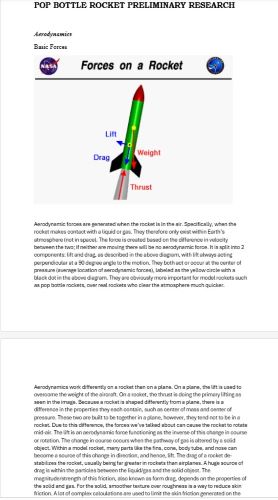 POP BOTTLE ROCKET PRELIMINARY RESEARCH
Aerodynamics
Basic Forces
NASA
Forces on a Rocket
Lift
Drag
Weight
Thrust
Aerodynamic forces are generated when the rocket is in the air. Specifically, when the
rocket makes contact with a liquid or gas. They therefore only exist within Earth's
atmosphere (not in space). The force is created based on the difference in velocity
between the two; if neither are moving there will be no aerodynamic force. It is split into 2
components: lift and drag, as described in the above diagram, with lift always acting
perpendicular at a 90 degree angle to the motion. They both act or occur at the center of
pressure (average location of aerodynamic forces), labeled as the yellow circle with a
black dot in the above diagram. They are obviously more important for model rockets such
as pop bottle rockets, over real rockets who clear the atmosphere much quicker.
Aerodynamics work differently on a rocket then on a plane. On a plane, the lift is used to
overcome the weight of the aircraft. On a rocket, the thrust is doing the primary lifting as
seen in the image. Because a rocket is shaped differently from a plane, there is a
difference in the properties they each contain, such as center of mass and center of
pressure. These two are built to be together in a plane, however, they tend not to be in a
rocket. Due to this difference, the forces we've talked about can cause the rocket to rotate
mid-air. The lift is an aerodynamic force working as the inverse of this change in course
or rotation. The change in course occurs when the pathway of gas is altered by a solid
object. Within a model rocket, many parts like the fins, cone, body tube, and nose can
become a source of this change in direction, and hence, lift. The drag of a rocket de-
stabilizes the rocket, usually being far greater in rockets than airplanes. A huge source of
drag is within the particles between the liquid/gas and the solid object. The
magnitude/strength of this friction, also known as form drag, depends on the properties of
the solid and gas. For the solid, smoother texture over roughness is a way to reduce skin
friction. A lot of complex calculations are used to limit the skin friction generated on the